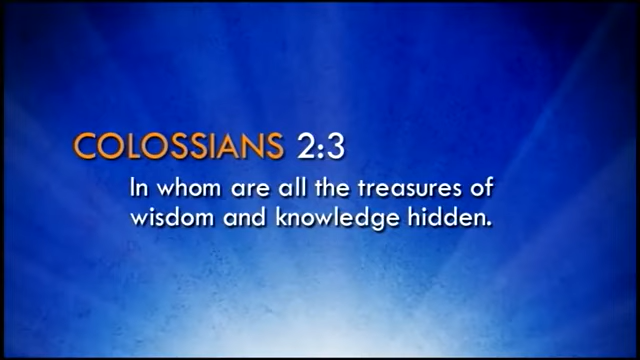 COLOSSIANS 2:3
In whom are all the treasures of
wisdom and knowledge hidden.